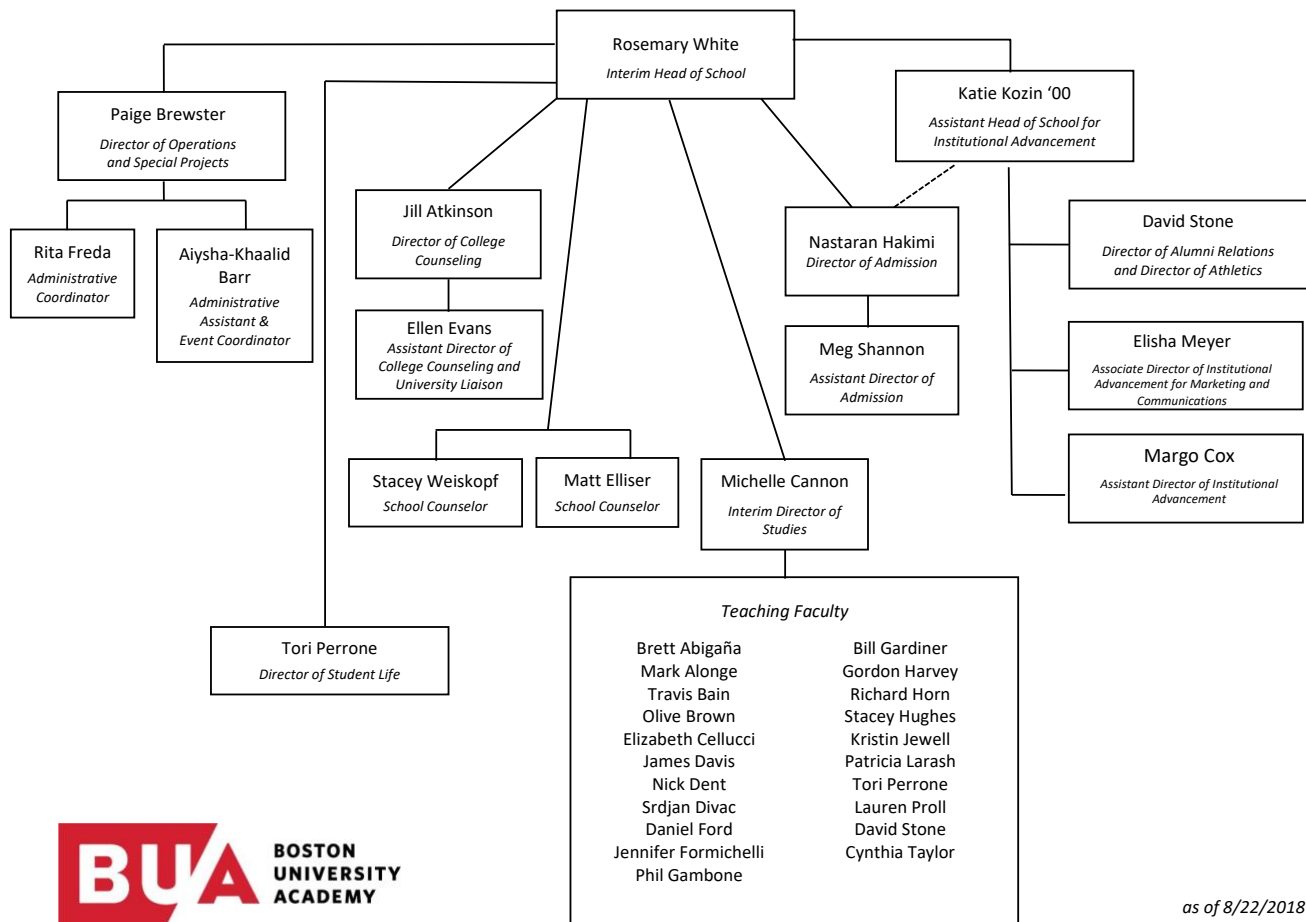 Rosemary White
Interim Head of School
Paige Brewster
Director of Operations
and Special Projects
Katie Kozin ‘00
Assistant Head of School for
Institutional Advancement
Rita Freda
Administrative
Coordinator
Aiysha-Khaalid
Barr
Administrative
Assistant &
Event Coordinator
Jill Atkinson
Director of College
Counseling
Ellen Evans
Assistant Director of
College Counseling and
University Liaison
Nastaran Hakimi
Director of Admission
Meg Shannon
Assistant Director of
Admission
David Stone
Director of Alumni Relations
and Director of Athletics
Elisha Meyer
Associate Director of Institutional
Advancement for Marketing and
Communications
Margo Cox
Assistant Director of Institutional
Advancement
Stacey Weiskopf
School Counselor
Matt Elliser
School Counselor
Michelle Cannon
Interim Director of
Studies
Tori Perrone
Director of Student Life
Teaching Faculty
Brett Abigaña
Mark Alonge
Travis Bain
Olive Brown
Elizabeth Cellucci
James Davis
Nick Dent
Srdjan Divac
Daniel Ford
Jennifer Formichelli
Phil Gambone
Bill Gardiner
Gordon Harvey
Richard Horn
Stacey Hughes
Kristin Jewell
Patricia Larash
Tori Perrone
Lauren Proll
David Stone
Cynthia Taylor
BUA
BOSTON
UNIVERSITY
ACADEMY
as of 8/22/2018